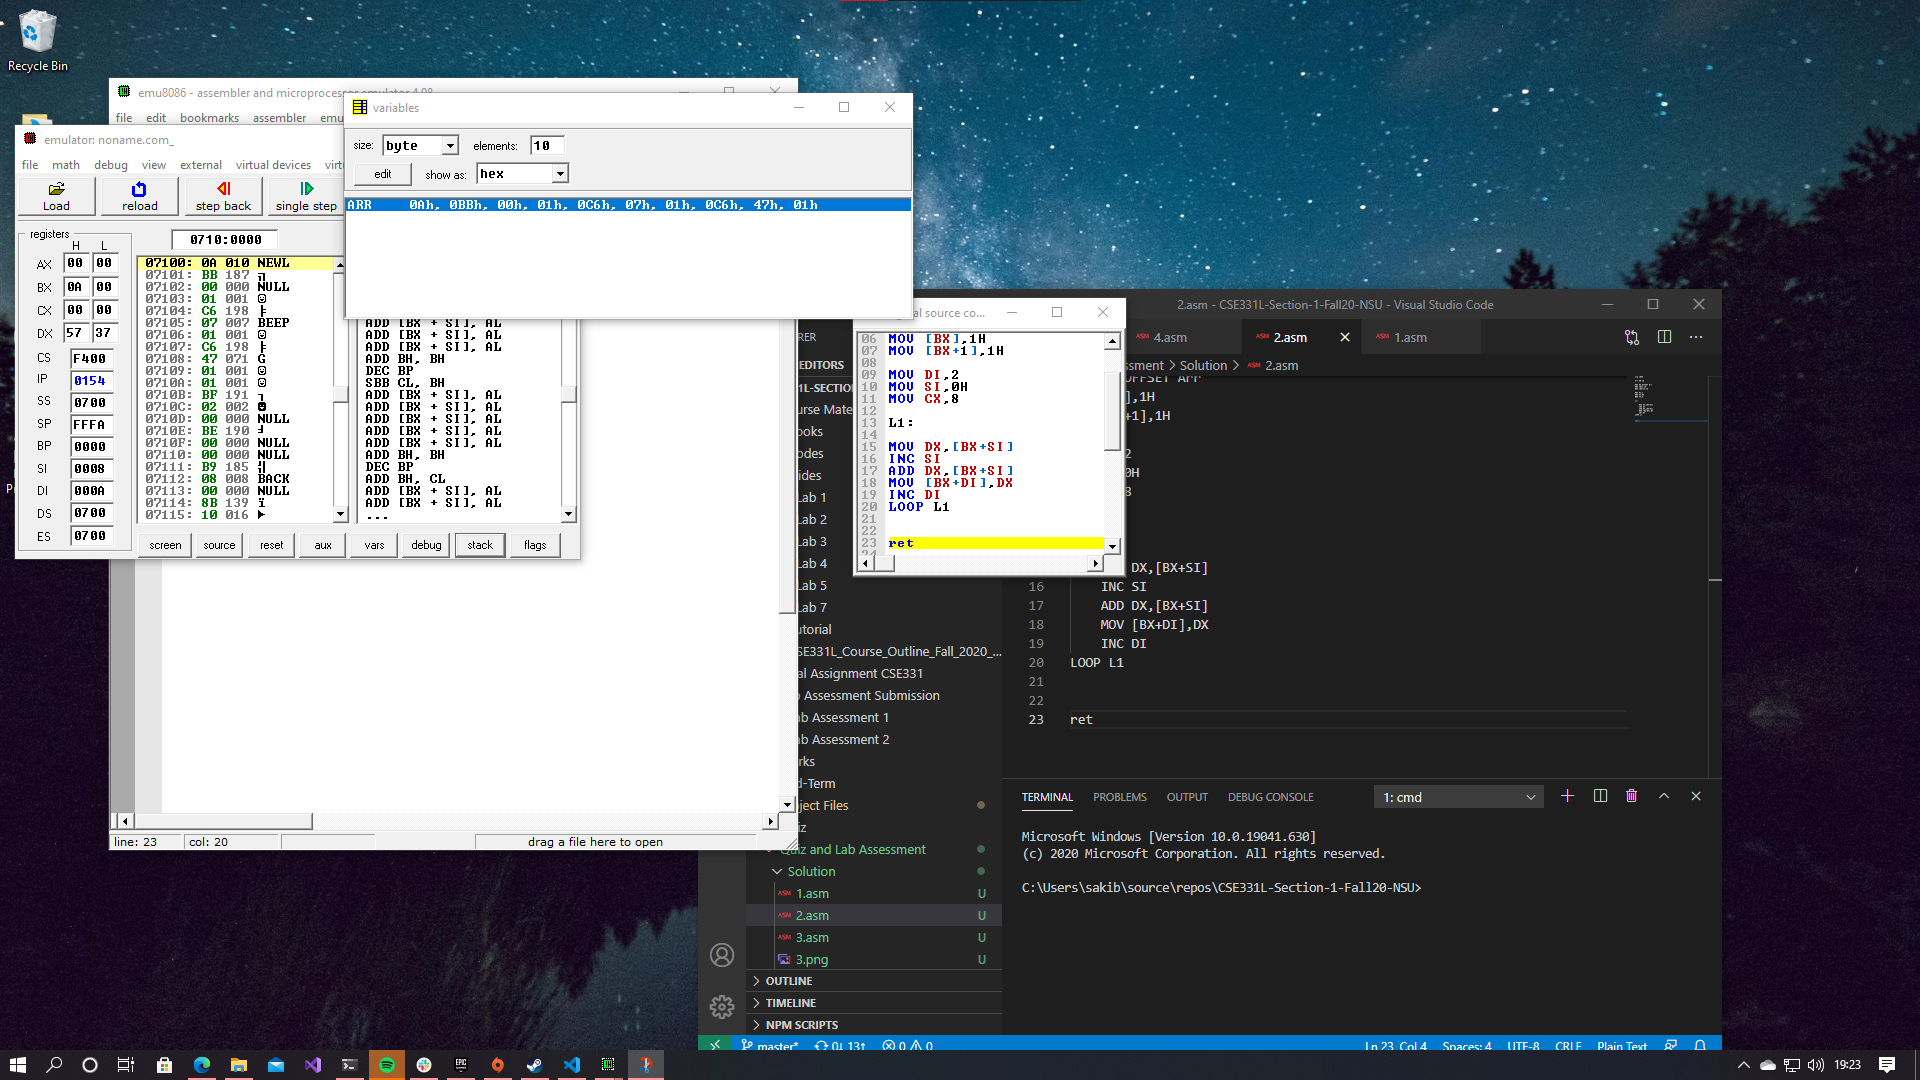 Recycle Bin
emu8086 - assembler and microprocessor emulator 4.08
file edit bookmarks assembler emu
emulator: noname.com_
file math debug view external virtual devices virtu
Load reload step back single step
registers
H L
0710:0000
AX 00 00
BX 0A 00
CX 00 00
DX 57 37
CS F400
IP 0154
SS 0700
SP FFFA
BP 0000
SI 0008
DI 000A
DS 0700
ES 0700
07100: 0A 010 NEWL
07101: BB 187
07102: 00 000 NULL
07103: 01 001
07104: C6 198
07105: 07 007 BEEP
07106: 01 001
07107: C6 198
07108: 47 071 G
07109: 01 001
0710A: 01 001
0710B: BF 191
0710C: 02 002
0710D: 00 000 NULL
0710E: BE 190
0710F: 00 000 NULL
07110: 00 000 NULL
07111: B9 185
07112: 08 008 BACK
07113: 00 000 NULL
07114: 8B 139 ï
07115: 10 016 ►
ADD [BX + SI], AL
ADD [BX + SI], AL
ADD [BX + SI], AL
ADD BH, BH
DEC BP
SBB CL, BH
ADD [BX + SI], AL
ADD [BX + SI], AL
ADD [BX + SI], AL
ADD [BX + SI], AL
ADD [BX + SI], AL
ADD BH, BH
DEC BP
ADD BH, CL
ADD [BX + SI], AL
ADD [BX + SI], AL
...
screen source reset aux vars debug stack flags
line: 23 col: 20 drag a file here to open
variables
size: byte elements: 10
edit show as: hex
ARR 0Ah, 0BBh, 00h, 01h, 0C6h, 07h, 01h, 0C6h, 47h, 01h
al source co...
06 MOV [BX],1H
07 MOV [BX+1],1H
08
09 MOV DI,2
10 MOV SI,0H
11 MOV CX,8
12
13 L1:
14
15 MOV DX,[BX+SI]
16 INC SI
17 ADD DX,[BX+SI]
18 MOV [BX+DI],DX
19 INC DI
20 LOOP L1
21
22
23 ret
24
2.asm - CSE331L-Section-1-Fall20-NSU - Visual Studio Code
RER
4.asm 2.asm 1.asm
EDITORS
ssment > Solution > 2.asm
1L-SECTION
urse Mate
ooks
odes
ides
Lab 1
Lab 2
Lab 3
Lab 4
Lab 5
Lab 7
utorial
SE331L_Course_Outline_Fall_2020_...
al Assignment CSE331
b Assessment Submission
ab Assessment 1
ab Assessment 2
rks
d-Term
ject Files
iz
Quiz and Lab Assessment
Solution
1.asm U
2.asm U
3.asm U
3.png U
OUTLINE
TIMELINE
NPM SCRIPTS
OFFSET Arr
],1H
+1],1H
2
0H
8
DX,[BX+SI]
16 INC SI
17 ADD DX,[BX+SI]
18 MOV [BX+DI],DX
19 INC DI
20 LOOP L1
21
22
23 ret
TERMINAL PROBLEMS OUTPUT DEBUG CONSOLE 1: cmd
Microsoft Windows [Version 10.0.19041.630]
(c) 2020 Microsoft Corporation. All rights reserved.
C:\Users\sakib\source\repos\CSE331L-Section-1-Fall20-NSU>
master* 0↓ 13↑ 0 0 Ln 23, Col 4 Spaces: 4 UTF-8 CRLF Plain Text
19:23